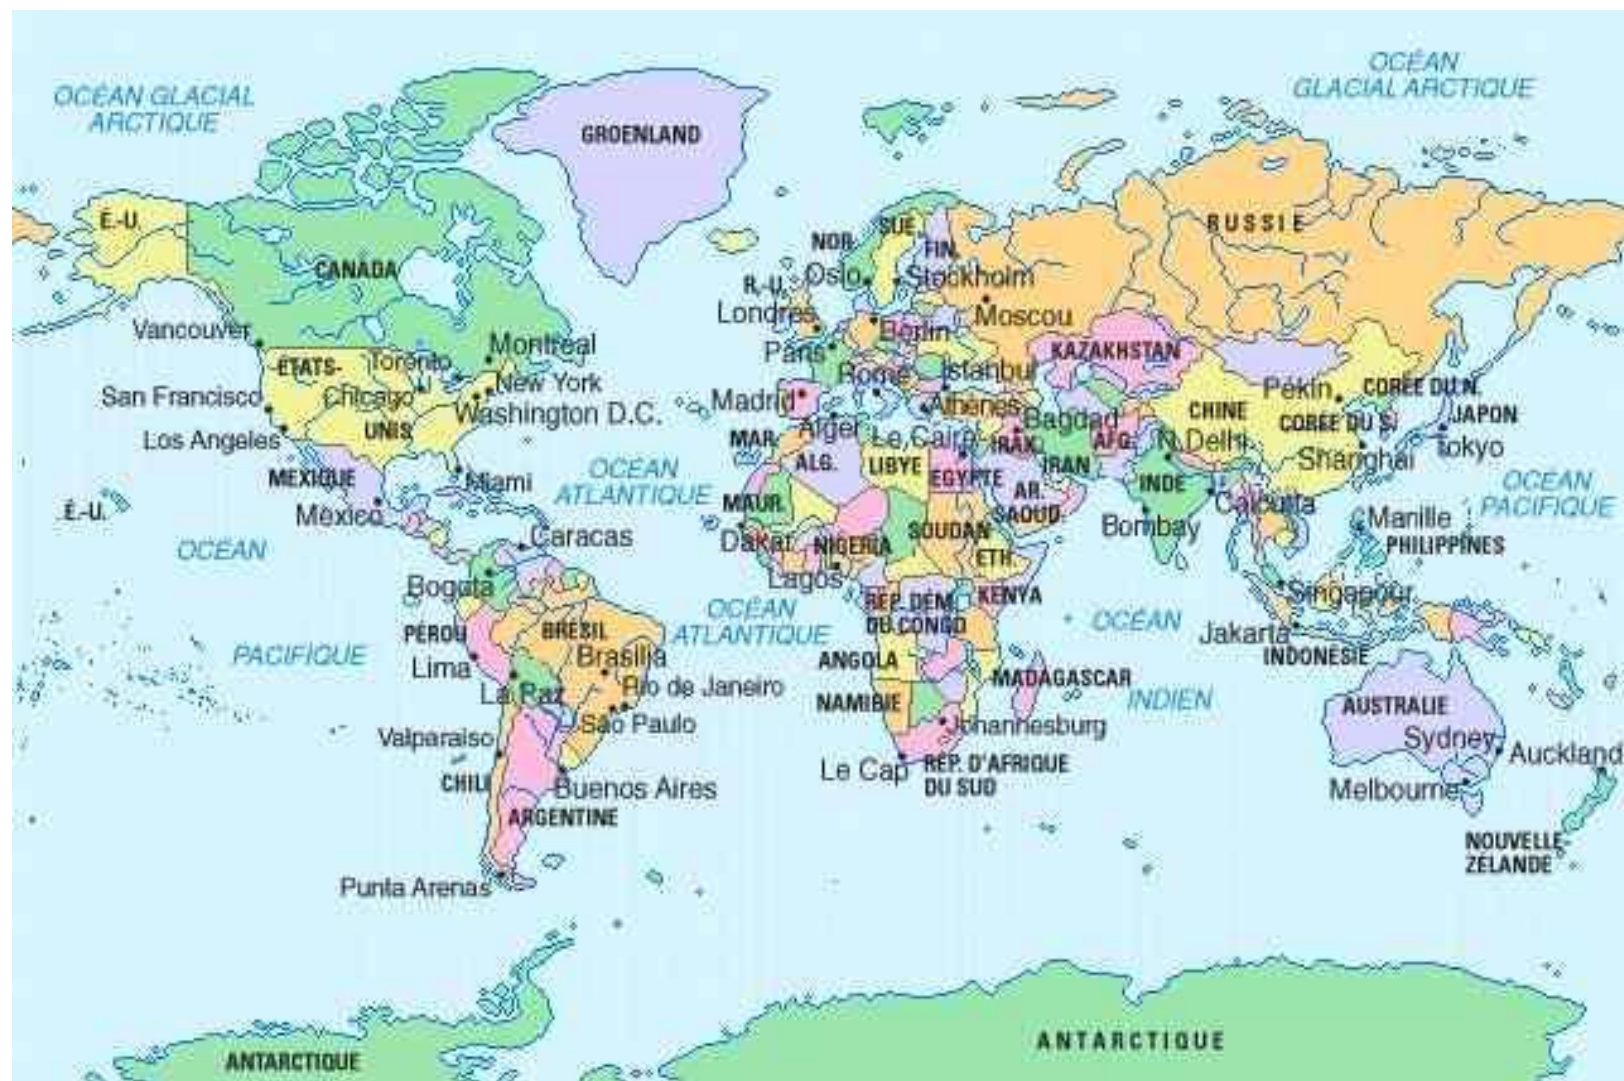 OCÉAN GLACIAL
ARCTIQUE
OCÉAN
GLACIAL ARCTIQUE
GROENLAND
É.-U.
CANADA
RUSSIE
SUÉ.
NOR.
FIN.
R.-U.
Oslo
Stockholm
Londres
Moscou
Berlin
Vancouver
Montreal
Paris
KAZAKHSTAN
ÉTATS-
Toronto
Rome
Istanbul
Pékin
CORÉE DU N.
San Francisco
Chicago
New York
Madrid
Athènes
CHINE
Washington D.C.
Bagdad
CORÉE DU S.
JAPON
Los Angeles
UNIS
MAR.
Alger
Le Caire
IRAK
AFG.
N.Delhi
Tokyo
Shanghai
MEXIQUE
Miami
OCÉAN
ATLANTIQUE
ALG.
LIBYE
EGYPTE
IRAN
INDE
OCÉAN
PACIFIQUE
É.-U.
México
MAUR.
AR.
SAOUD.
Calcutta
Dakar
NIGERIA
SOUDAN
Bombay
Manille
PHILIPPINES
OCÉAN
Caracas
ETH.
Lagos
Bogota
Singapour
KENYA
RÉP. DÉM.
DU CONGO
OCÉAN
ATLANTIQUE
OCÉAN
PÉROU
BRÉSIL
Jakarta
INDONÉSIE
PACIFIQUE
Lima
Brasilia
ANGOLA
MADAGASCAR
La Paz
Rio de Janeiro
NAMIBIE
INDIEN
AUSTRALIE
São Paulo
Johannesburg
Valparaiso
Sydney
Auckland
Le Cap
RÉP. D'AFRIQUE
DU SUD
CHILI
Buenos Aires
Melbourne
ARGENTINE
NOUVELLE-
ZÉLANDE
Punta Arenas
ANTARCTIQUE
ANTARCTIQUE